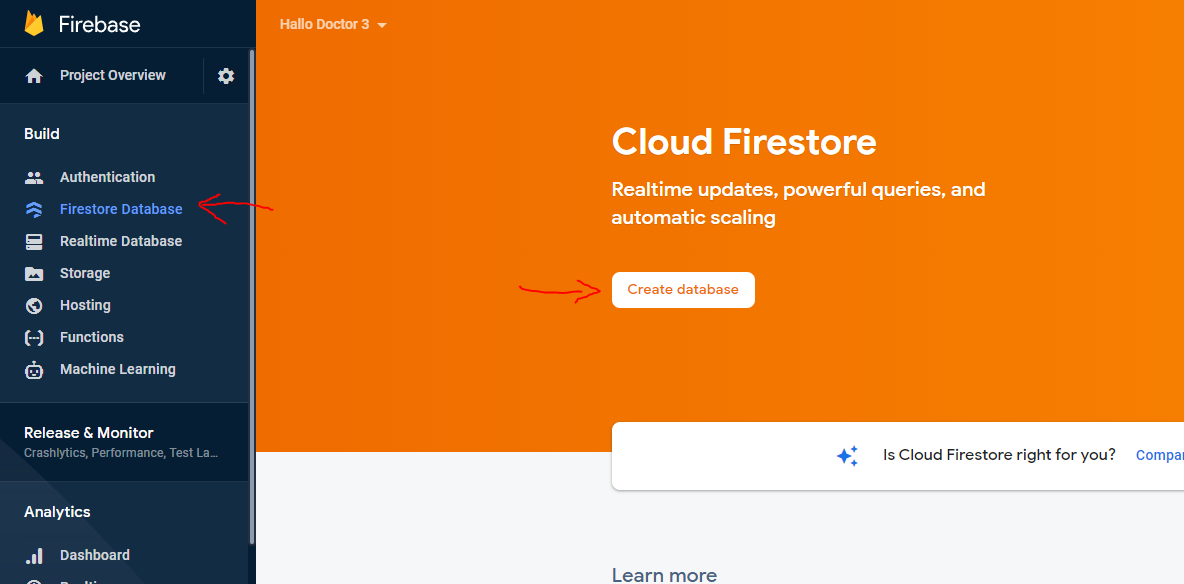 Firebase
Project Overview
Build
Authentication
Firestore Database
Realtime Database
Storage
Hosting
Functions
Machine Learning
Release & Monitor
Crashlytics, Performance, Test La...
Analytics
Dashboard
Hallo Doctor 3
Cloud Firestore
Realtime updates, powerful queries, and
automatic scaling
Create database
Is Cloud Firestore right for you? Compar
Learn more